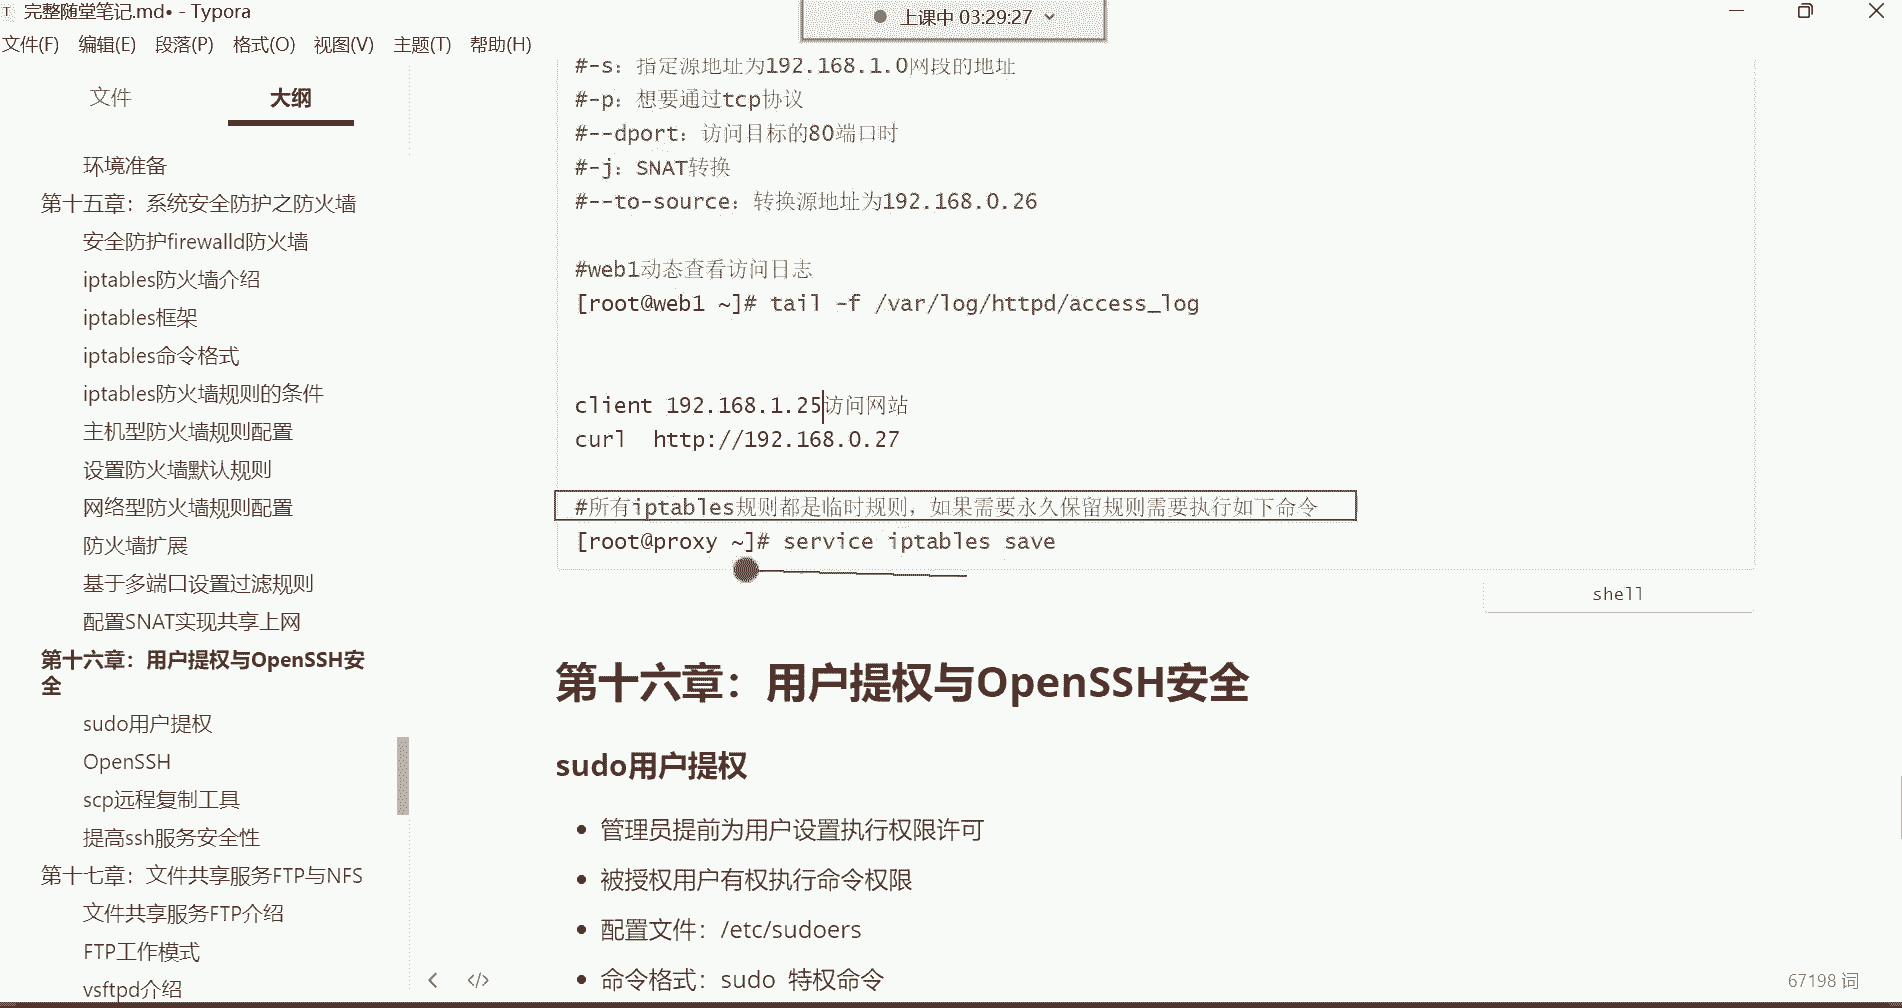 完整随堂笔记.md• - Typora
上课中 03:29:27
文件(F) 编辑(E) 段落(P) 格式(O) 视图(V) 主题(T) 帮助(H)
文件 大纲
环境准备
第十五章：系统安全防护之防火墙
安全防护firewalld防火墙
iptables防火墙介绍
iptables框架
iptables命令格式
iptables防火墙规则的条件
主机型防火墙规则配置
设置防火墙默认规则
网络型防火墙规则配置
防火墙扩展
基于多端口设置过滤规则
配置SNAT实现共享上网
第十六章：用户提权与OpenSSH安
全
sudo用户提权
OpenSSH
scp远程复制工具
提高ssh服务安全性
第十七章：文件共享服务FTP与NFS
文件共享服务FTP介绍
FTP工作模式
vsftpd介绍
#-s：指定源地址为192.168.1.0网段的地址
#-p：想要通过tcp协议
#--dport：访问目标的80端口时
#-j：SNAT转换
#--to-source：转换源地址为192.168.0.26
#web1动态查看访问日志
[root@web1 ~]# tail -f /var/log/httpd/access_log
client 192.168.1.25访问网站
curl  http://192.168.0.27
#所有iptables规则都是临时规则，如果需要永久保留规则需要执行如下命令
[root@proxy ~]# service iptables save
shell
第十六章：用户提权与OpenSSH安全
sudo用户提权
• 管理员提前为用户设置执行权限许可
• 被授权用户有权执行命令权限
• 配置文件：/etc/sudoers
• 命令格式：sudo  特权命令
67198 词